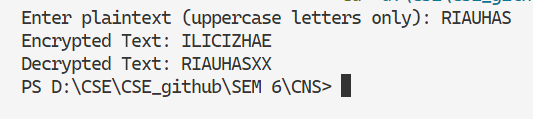 Enter plaintext (uppercase letters only): RIAUHAS
Encrypted Text: ILICIZHAE
Decrypted Text: RIAUHASXX
PS D:\CSE\CSE_github\SEM 6\CNS>